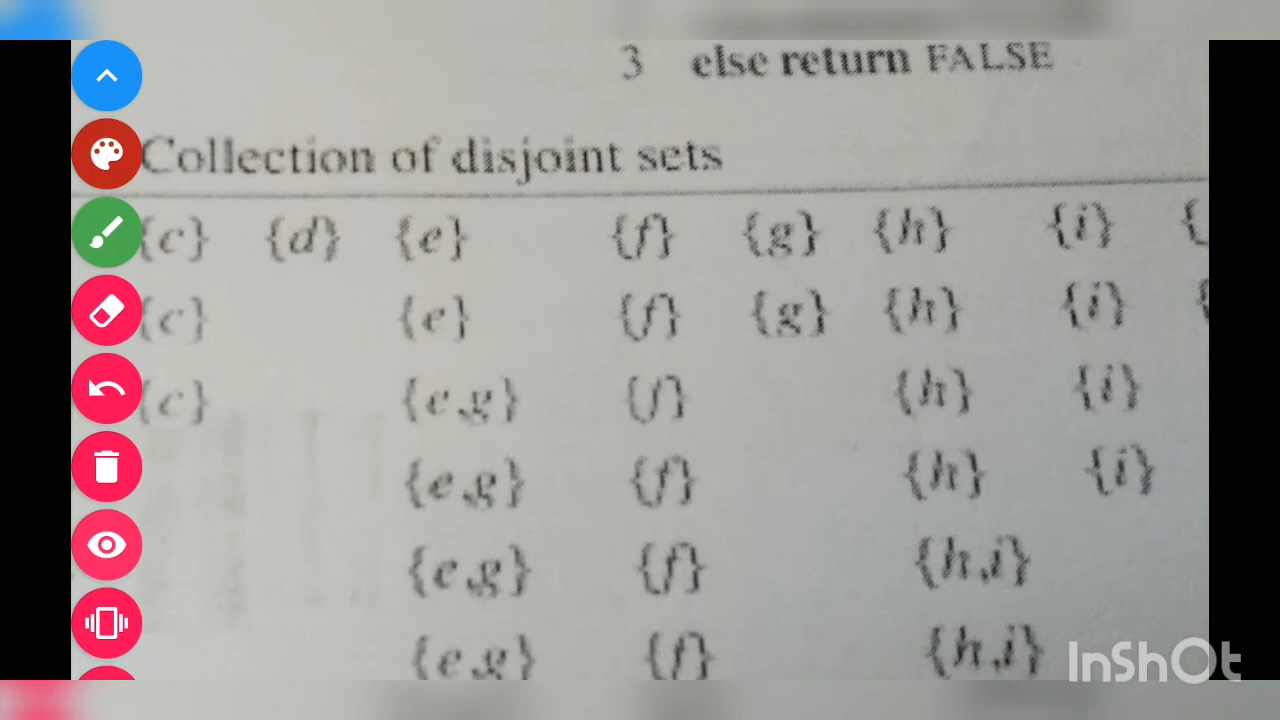 3 else return FALSE
Collection of disjoint sets
{c} {d} {e} {f} {g} {h} {i} {
{c} {e} {f} {g} {h} {i} {
{c} {e,g} {f} {h} {i}
{e,g} {f} {h} {i}
{e,g} {f} {h,i}
{e,g} {f} {h,i}
InShOt